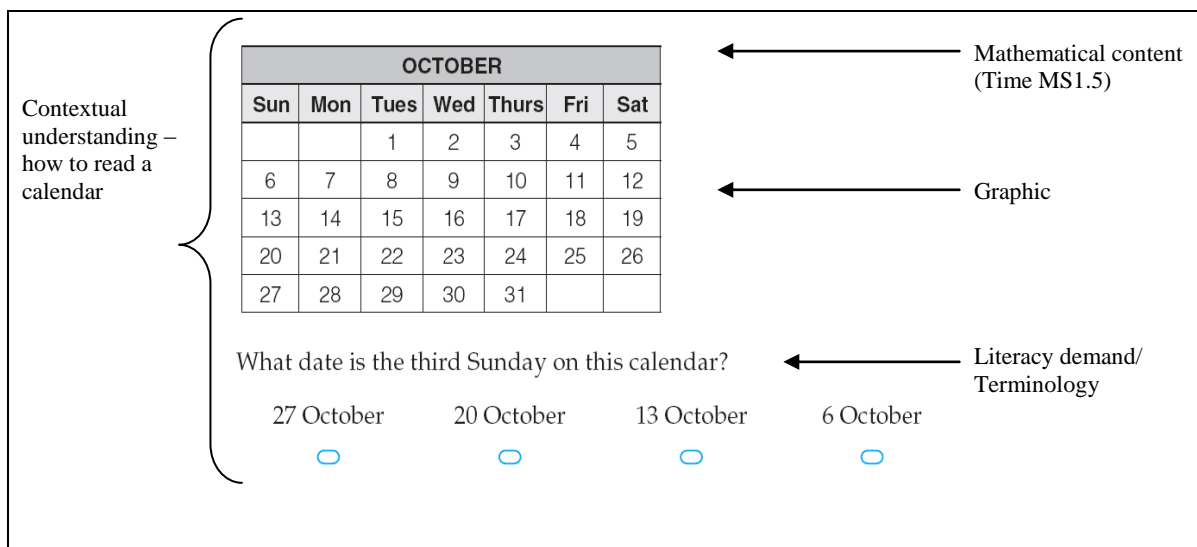 Contextual
understanding –
how to read a
calendar
OCTOBER
Sun Mon Tues Wed Thurs Fri Sat
1 2 3 4 5
6 7 8 9 10 11 12
13 14 15 16 17 18 19
20 21 22 23 24 25 26
27 28 29 30 31
What date is the third Sunday on this calendar?
27 October 20 October 13 October 6 October
Mathematical content
(Time MS1.5)
Graphic
Literacy demand/
Terminology